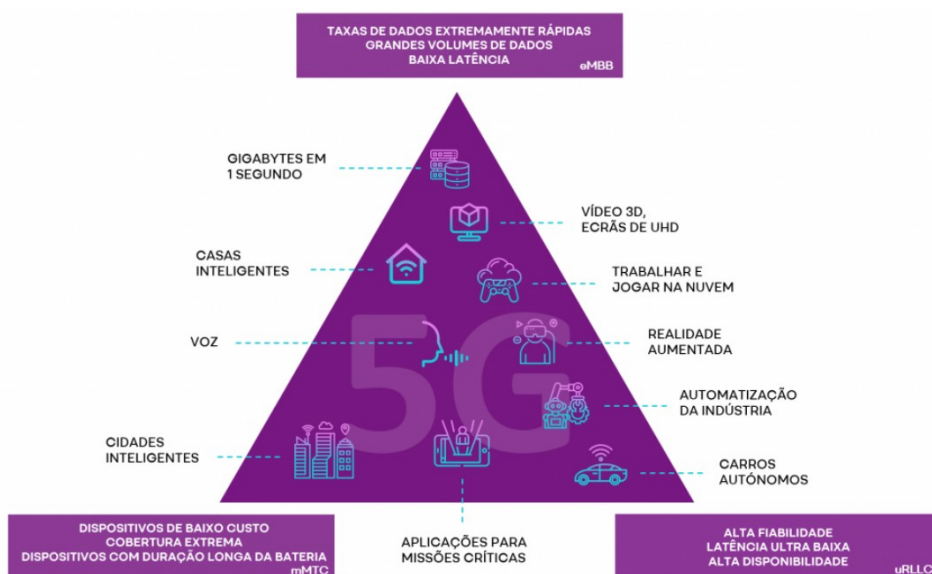 TAXAS DE DADOS EXTREMAMENTE RÁPIDAS
GRANDES VOLUMES DE DADOS
BAIXA LATÊNCIA
eMBB
GIGABYTES EM
1 SEGUNDO
VÍDEO 3D,
ECRÃS DE UHD
CASAS
INTELIGENTES
TRABALHAR E
JOGAR NA NUVEM
VOZ
REALIDADE
AUMENTADA
5G
AUTOMATIZAÇÃO
DA INDÚSTRIA
CIDADES
INTELIGENTES
CARROS
AUTÓNOMOS
DISPOSITIVOS DE BAIXO CUSTO
COBERTURA EXTREMA
DISPOSITIVOS COM DURAÇÃO LONGA DA BATERIA
mMTC
APLICAÇÕES PARA
MISSÕES CRÍTICAS
ALTA FIABILIDADE
LATÊNCIA ULTRA BAIXA
ALTA DISPONIBILIDADE
uRLLC